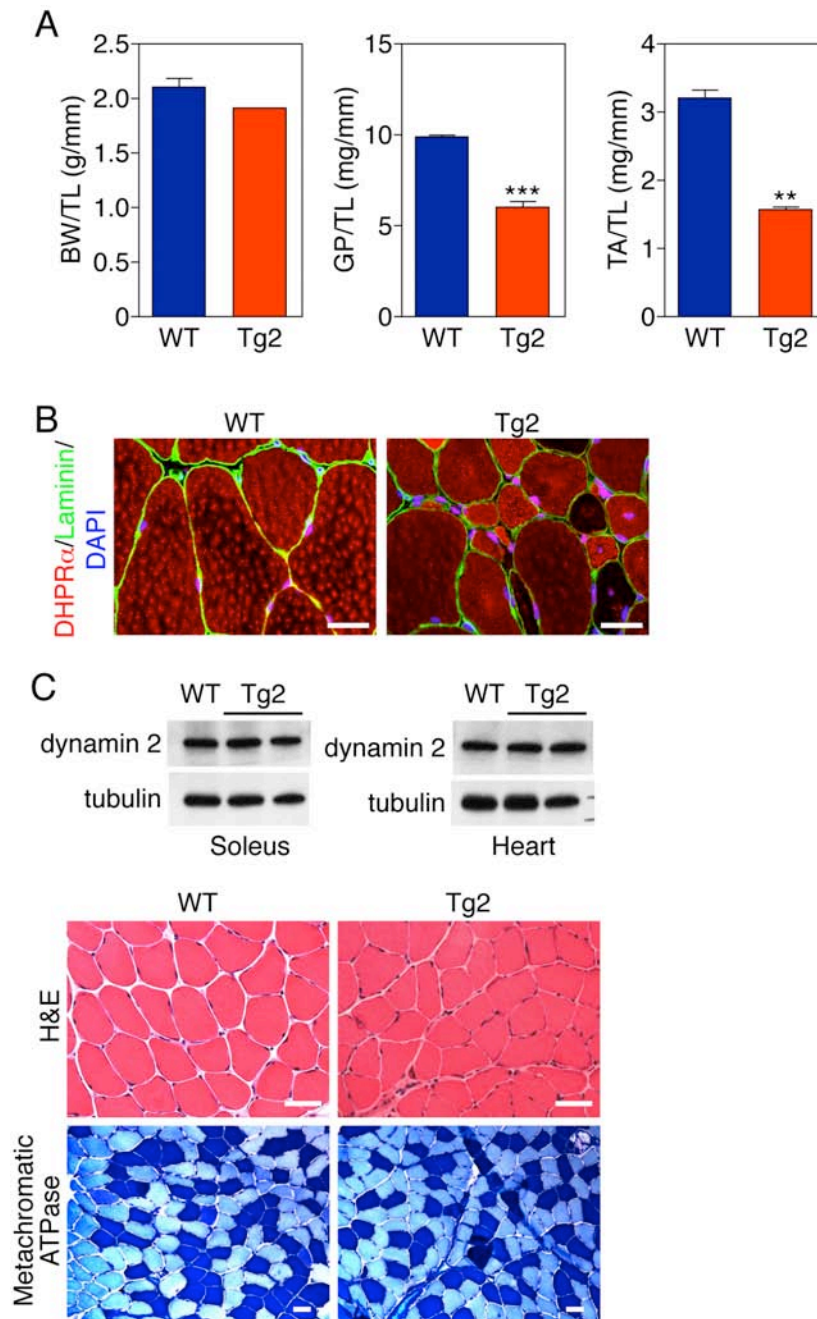 A
BW/TL (g/mm)
2.5
2.0
1.5
1.0
2.0
0
WT Tg2
GP/TL (mg/mm)
15
10
5
0
***
WT Tg2
TA/TL (mg/mm)
4
3
2
1
0
**
WT Tg2
B
WT Tg2
DHPRα/Laminin/
DAPI
C
WT Tg2
dynamin 2
tubulin
Soleus
WT Tg2
dynamin 2
tubulin
Heart
WT Tg2
H&E
Metachromatic
ATPase